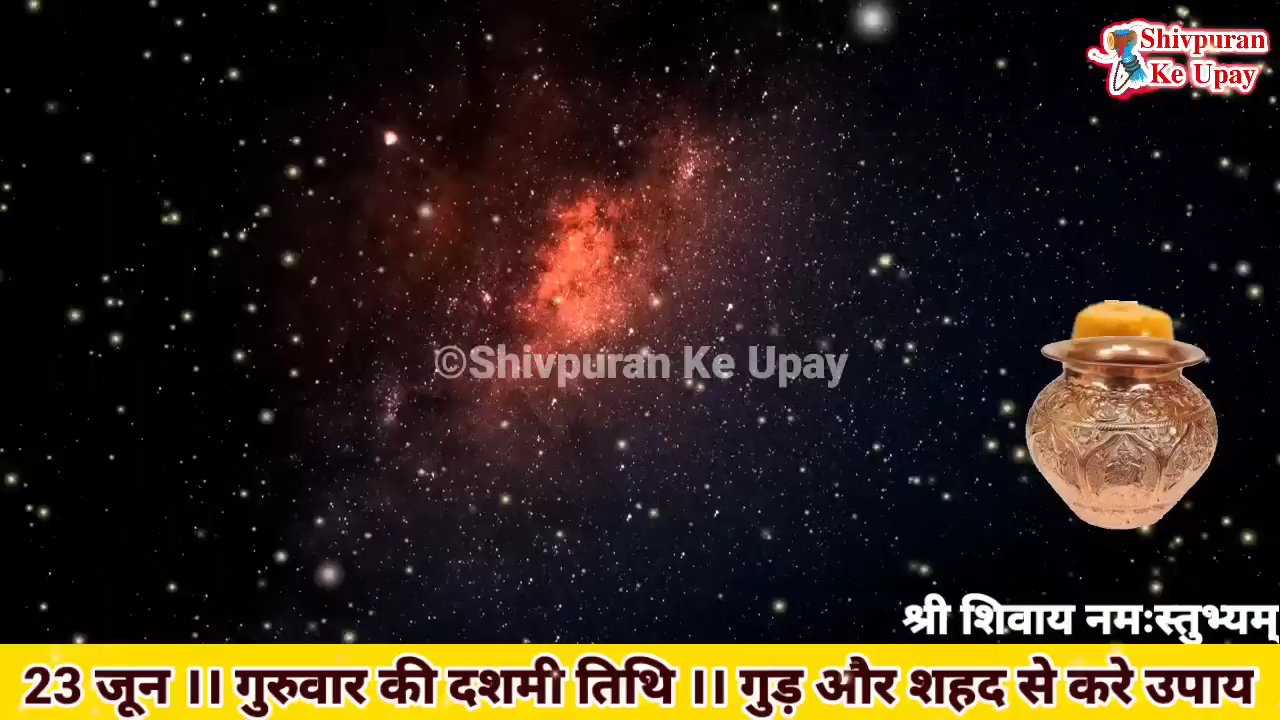 Shivpuran
Ke Upay
©Shivpuran Ke Upay
श्री शिवाय नमःस्तुभ्यम्
23 जून ।। गुरुवार की दशमी तिथि ।। गुड़ और शहद से करे उपाय